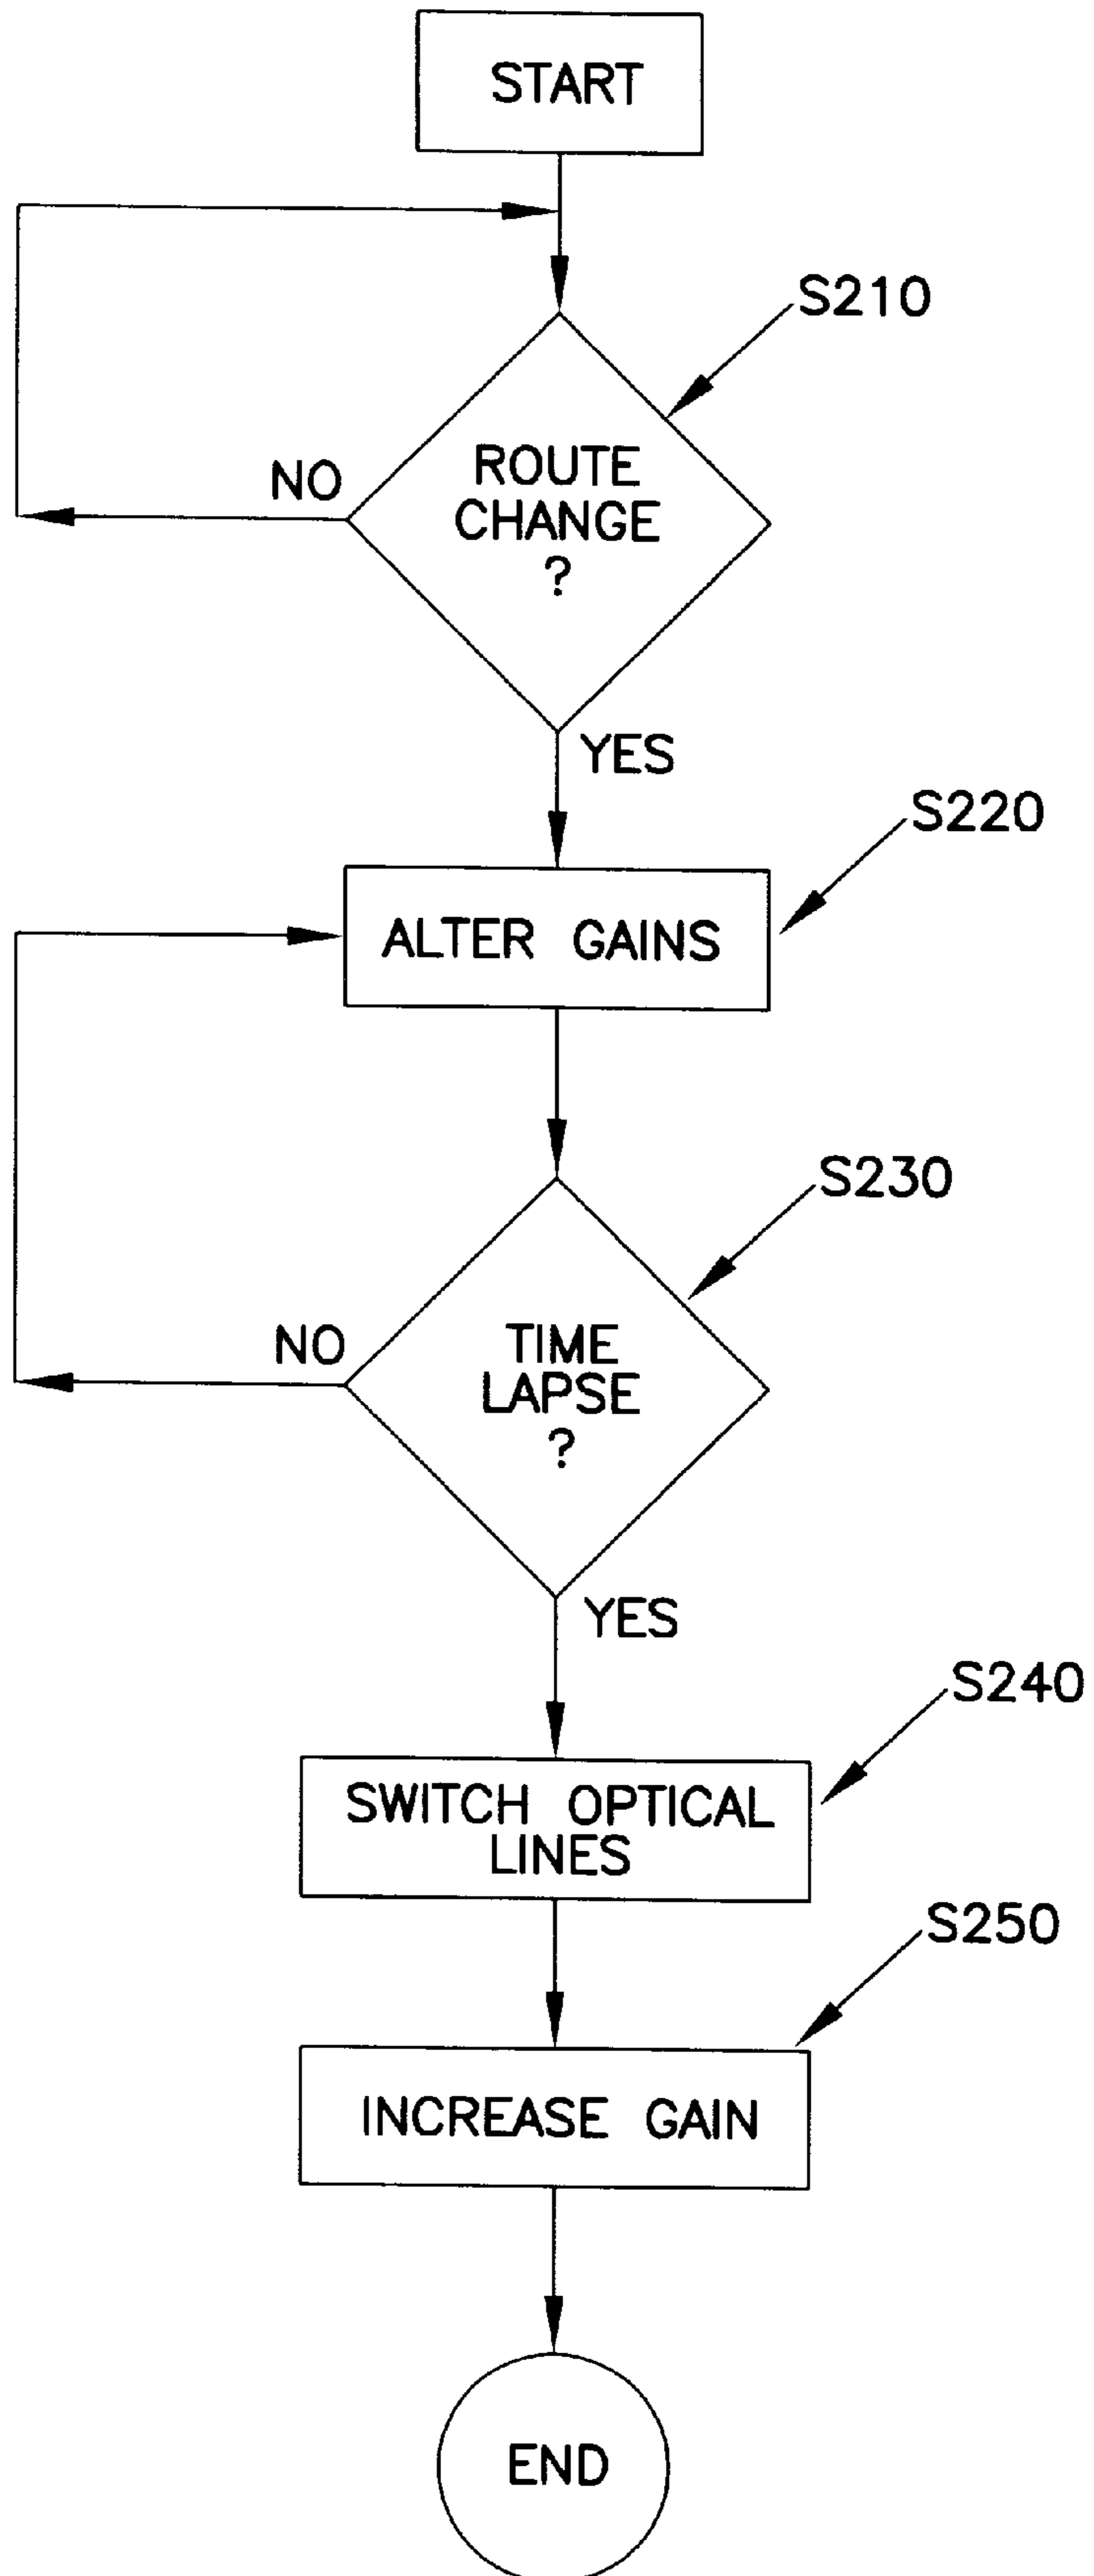 START
S210
ROUTE
CHANGE
?
NO
YES
S220
ALTER GAINS
S230
TIME
LAPSE
?
NO
YES
S240
SWITCH OPTICAL
LINES
S250
INCREASE GAIN
END